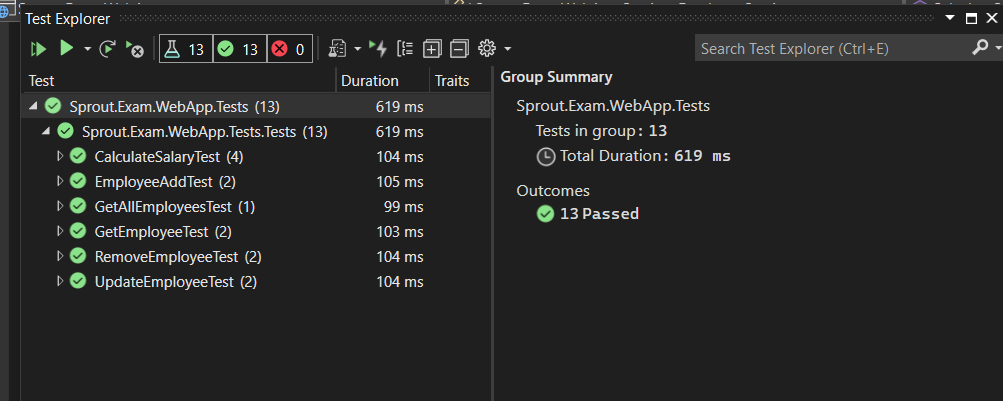 Test Explorer
13 13 0
Search Test Explorer (Ctrl+E)
Test Duration Traits
Sprout.Exam.WebApp.Tests (13) 619 ms
Sprout.Exam.WebApp.Tests.Tests (13) 619 ms
CalculateSalaryTest (4) 104 ms
EmployeeAddTest (2) 105 ms
GetAllEmployeesTest (1) 99 ms
GetEmployeeTest (2) 103 ms
RemoveEmployeeTest (2) 104 ms
UpdateEmployeeTest (2) 104 ms
Group Summary
Sprout.Exam.WebApp.Tests
Tests in group: 13
Total Duration: 619 ms
Outcomes
13 Passed